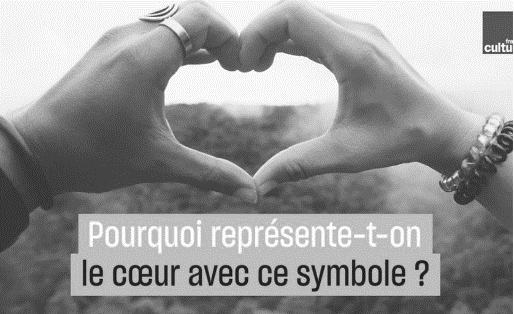 Pourquoi représente-t-on
le cœur avec ce symbole ?